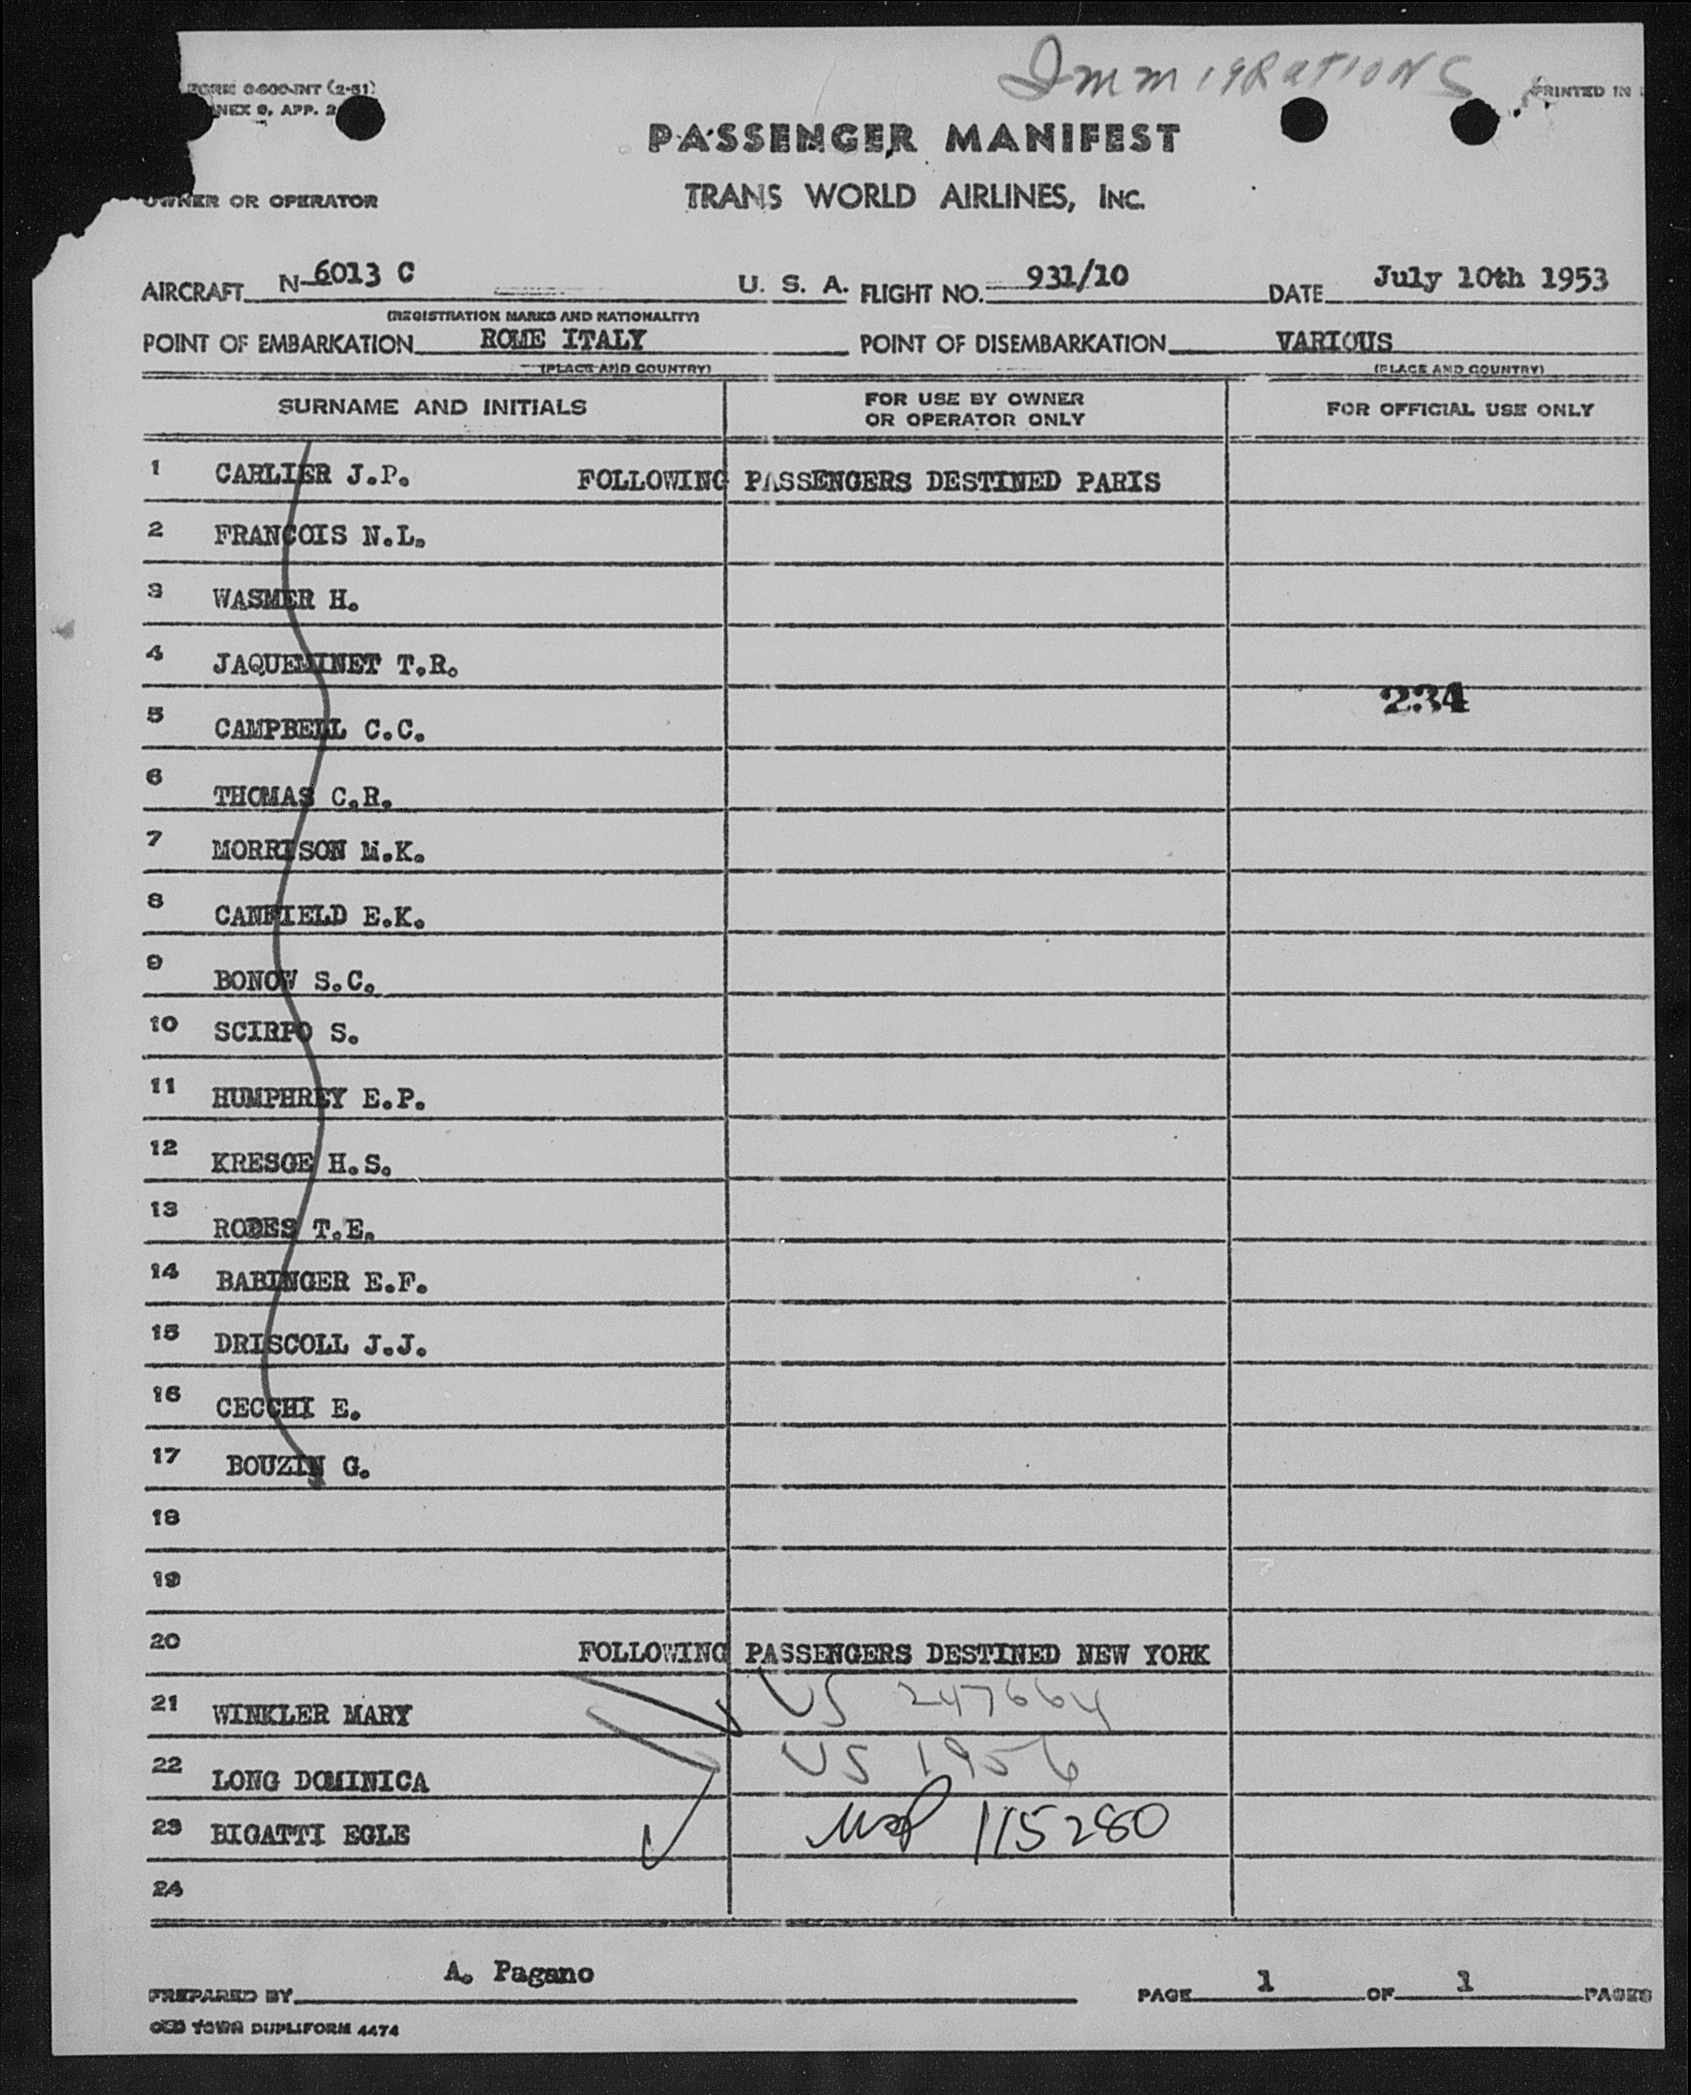 Immigrations
FORM 0-600-INT (2-51)
NEX 9, APP. 2
PRINTED IN
PASSENGER MANIFEST
OWNER OR OPERATOR
TRANS WORLD AIRLINES, INC.
AIRCRAFT N-6013 C U. S. A. FLIGHT NO. 931/10 DATE July 10th 1953
(REGISTRATION MARKS AND NATIONALITY)
POINT OF EMBARKATION ROME ITALY POINT OF DISEMBARKATION VARIOUS
(PLACE AND COUNTRY) (PLACE AND COUNTRY)
SURNAME AND INITIALS FOR USE BY OWNER OR OPERATOR ONLY FOR OFFICIAL USE ONLY
1 CARLIER J.P. FOLLOWING PASSENGERS DESTINED PARIS
2 FRANCOIS N.L.
3 WASMER H.
4 JAQUEMINET T.R.
234
5 CAMPBELL C.C.
6 THOMAS C.R.
7 MORRISON M.K.
8 CANFIELD E.K.
9 BONOW S.C.
10 SCIRPO S.
11 HUMPHREY E.P.
12 KRESGE H.S.
13 RODES T.E.
14 BABINGER E.F.
15 DRISCOLL J.J.
16 CECCHI E.
17 BOUZIN G.
18
19
20 FOLLOWING PASSENGERS DESTINED NEW YORK
21 WINKLER MARY US 247664
22 LONG DOMINICA US 1956
23 BIGATTI EGLE 115280
24
A. Pagano
PREPARED BY PAGE 1 OF 1 PAGES
OLD TOWN DUPLIFORM 4474